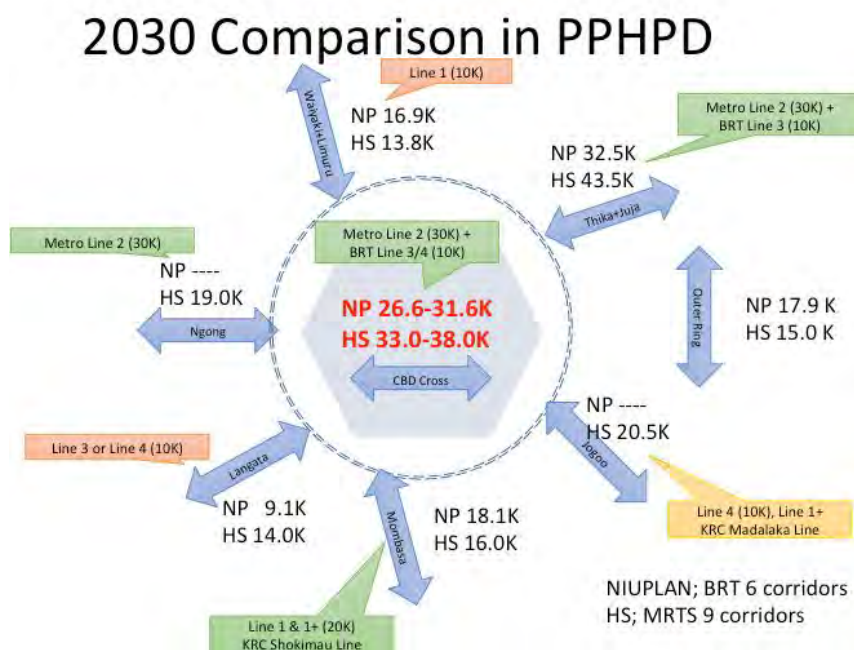 2030 Comparison in PPHPD
Line 1 (10K)
Waiyaki+Limuru
NP 16.9K
HS 13.8K
Metro Line 2 (30K) +
BRT Line 3 (10K)
NP 32.5K
HS 43.5K
Thika+Juja
Metro Line 2 (30K)
NP ----
HS 19.0K
Ngong
Metro Line 2 (30K) +
BRT Line 3/4 (10K)
NP 26.6-31.6K
HS 33.0-38.0K
CBD Cross
Outer Ring
NP 17.9 K
HS 15.0 K
NP ----
HS 20.5K
Jogoo
Line 3 or Line 4 (10K)
Langata
NP 9.1K
HS 14.0K
Mombasa
NP 18.1K
HS 16.0K
Line 4 (10K), Line 1+
KRC Madalaka Line
Line 1 & 1+ (20K)
KRC Shokimau Line
NIUPLAN; BRT 6 corridors
HS; MRTS 9 corridors